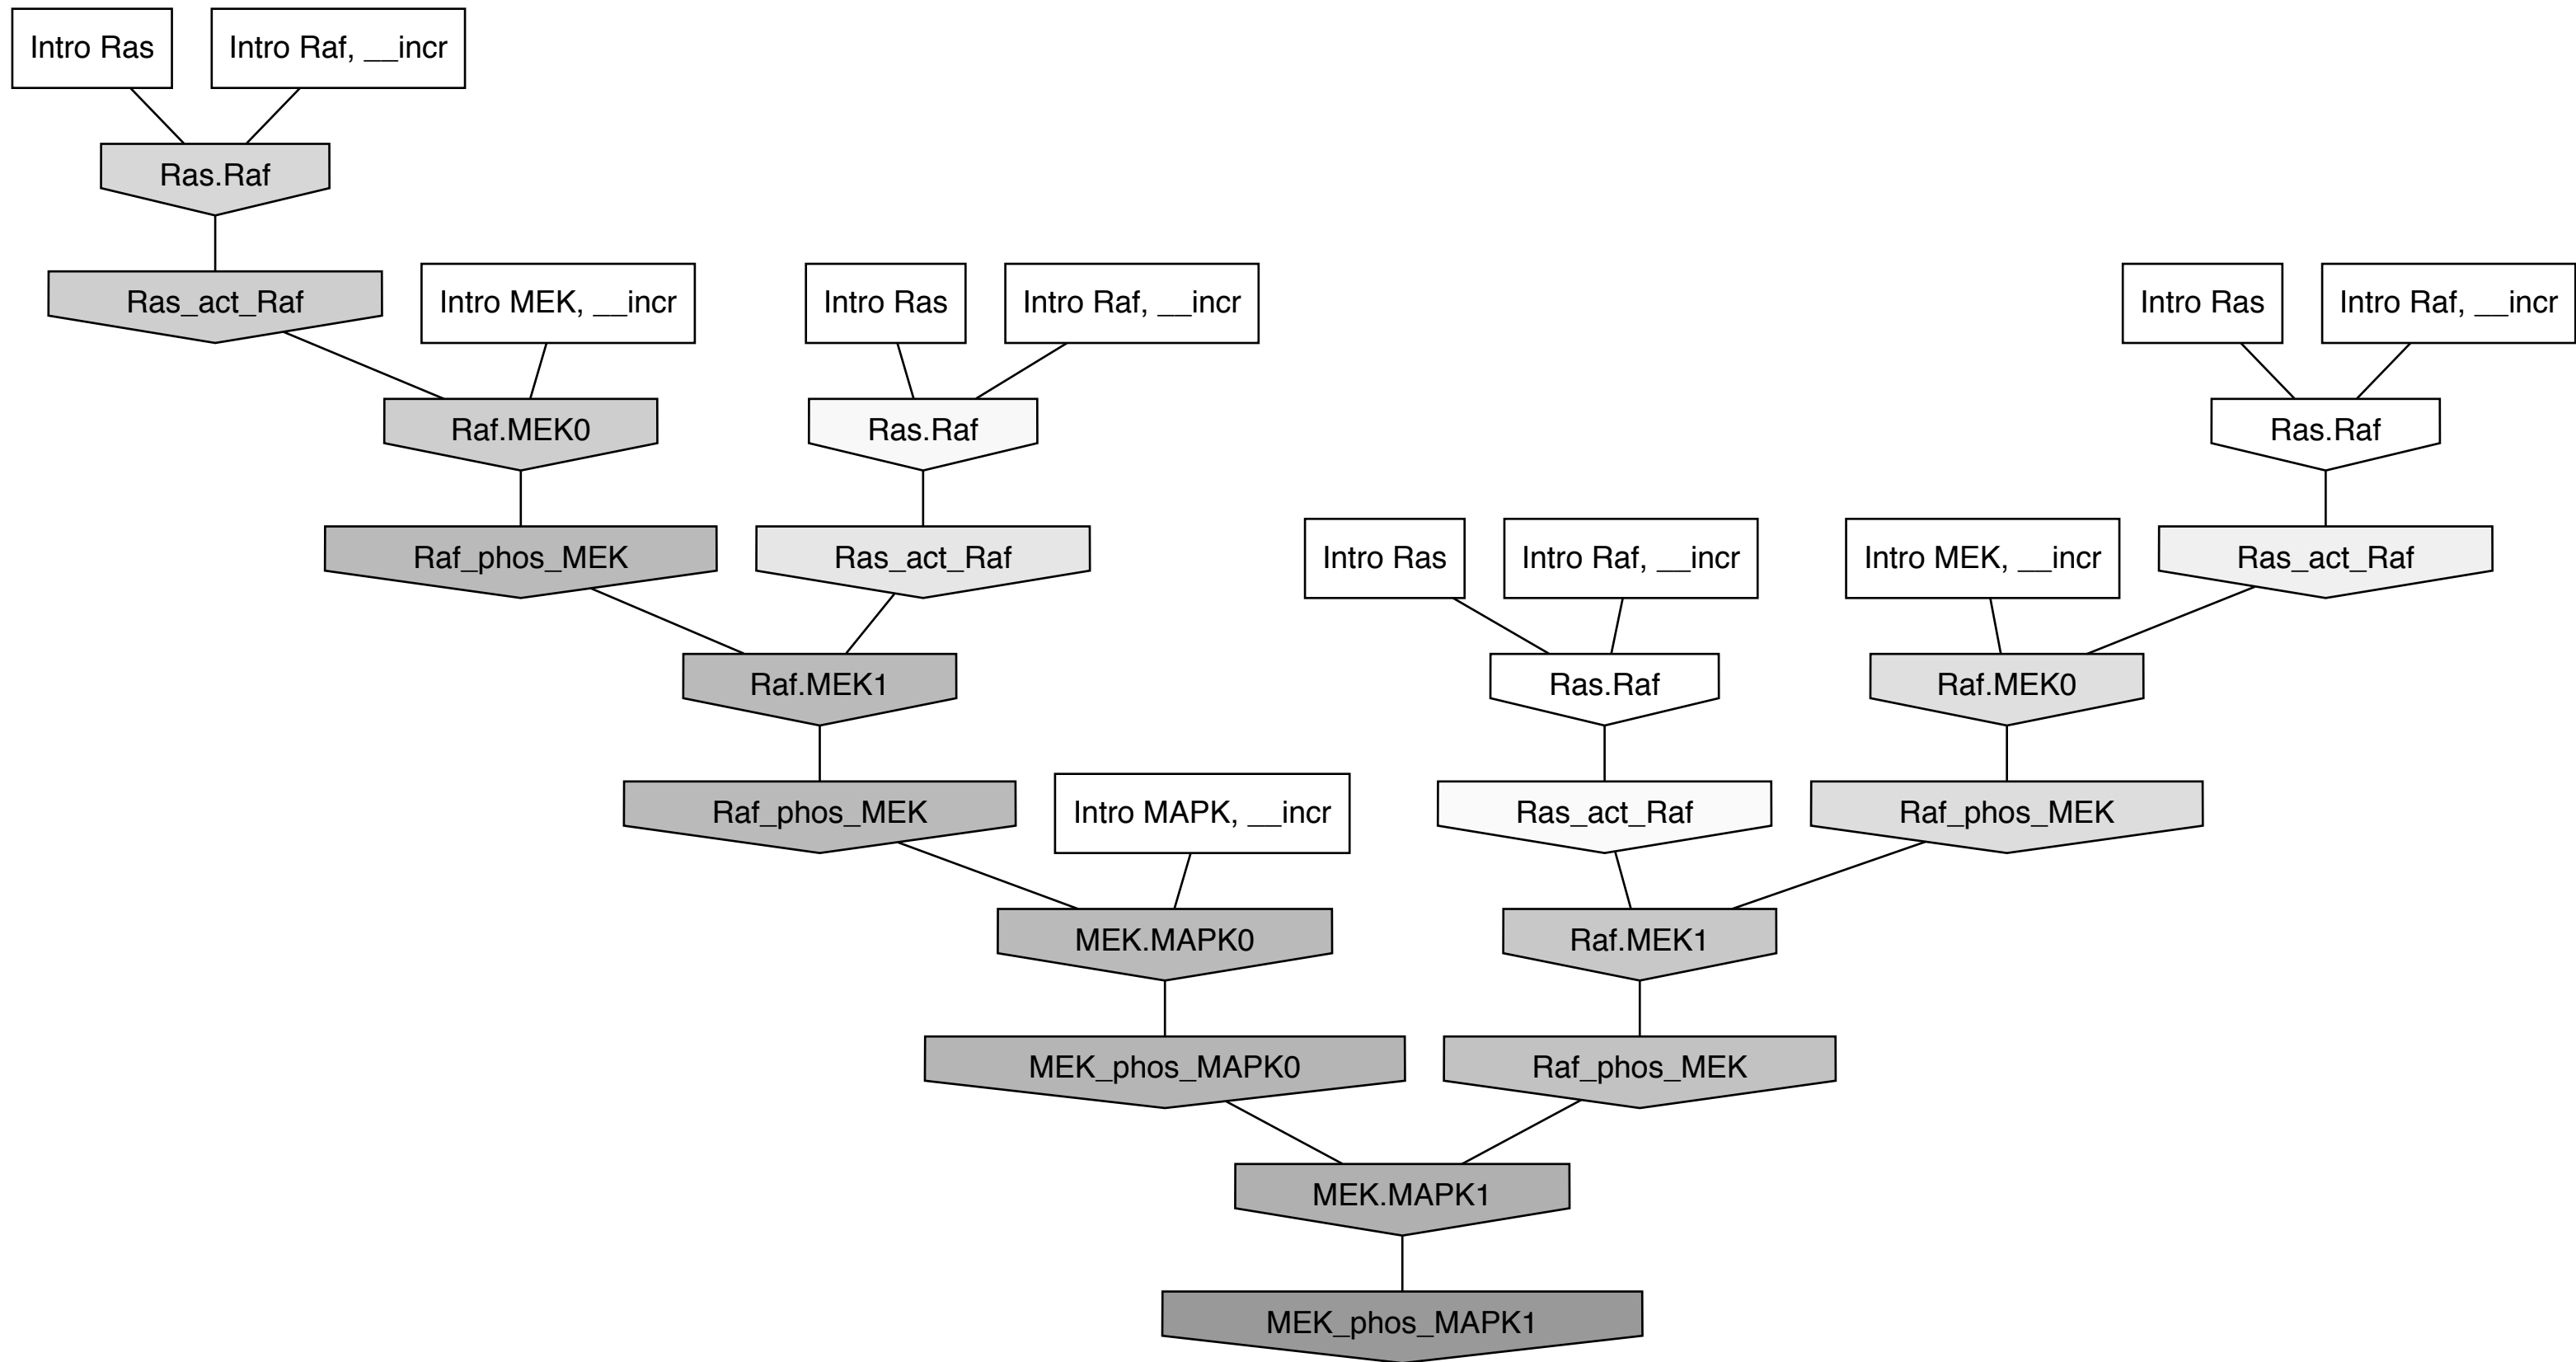 Intro Ras
Intro Raf, __incr
Ras.Raf
Ras_act_Raf
Intro MEK, __incr
Intro Ras
Intro Raf, __incr
Intro Ras
Intro Raf, __incr
Raf.MEK0
Ras.Raf
Ras.Raf
Raf_phos_MEK
Ras_act_Raf
Intro Ras
Intro Raf, __incr
Intro MEK, __incr
Ras_act_Raf
Raf.MEK1
Ras.Raf
Raf.MEK0
Raf_phos_MEK
Intro MAPK, __incr
Ras_act_Raf
Raf_phos_MEK
MEK.MAPK0
Raf.MEK1
MEK_phos_MAPK0
Raf_phos_MEK
MEK.MAPK1
MEK_phos_MAPK1